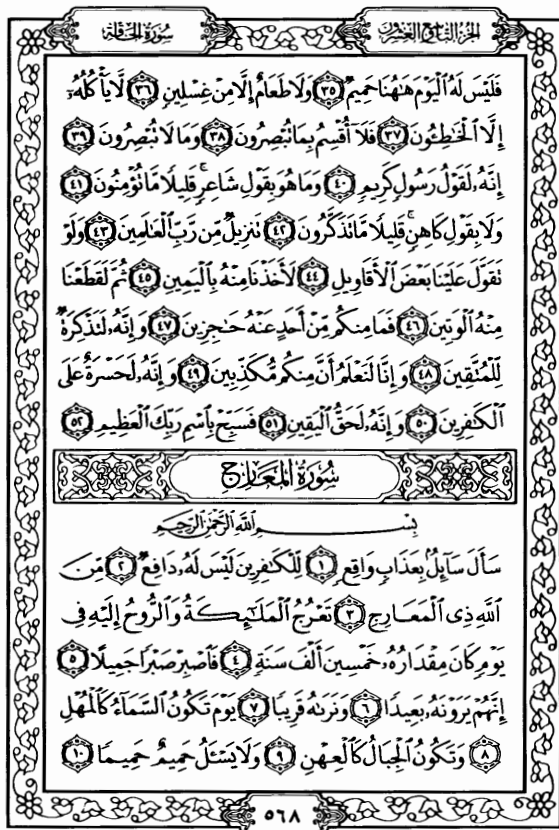 الجزء التاسع والعشرون
سورة الحاقة
فَلَيْسَ لَهُ ٱلْيَوْمَ هَـٰهُنَا حَمِيمٌ ٣٥ وَلَا طَعَامٌ إِلَّا مِنْ غِسْلِينٍ ٣٦ لَّا يَأْكُلُهُۥٓ
إِلَّا ٱلْخَـٰطِـُٔونَ ٣٧ فَلَآ أُقْسِمُ بِمَا تُبْصِرُونَ ٣٨ وَمَا لَا تُبْصِرُونَ ٣٩
إِنَّهُۥ لَقَوْلُ رَسُولٍ كَرِيمٍ ٤٠ وَمَا هُوَ بِقَوْلِ شَاعِرٍ ۚ قَلِيلًا مَّا تُؤْمِنُونَ ٤١
وَلَا بِقَوْلِ كَاهِنٍ ۚ قَلِيلًا مَّا تَذَكَّرُونَ ٤٢ تَنزِيلٌ مِّن رَّبِّ ٱلْعَـٰلَمِينَ ٤٣ وَلَوْ
تَقَوَّلَ عَلَيْنَا بَعْضَ ٱلْأَقَاوِيلِ ٤٤ لَأَخَذْنَا مِنْهُ بِٱلْيَمِينِ ٤٥ ثُمَّ لَقَطَعْنَا
مِنْهُ ٱلْوَتِينَ ٤٦ فَمَا مِنكُم مِّنْ أَحَدٍ عَنْهُ حَـٰجِزِينَ ٤٧ وَإِنَّهُۥ لَتَذْكِرَةٌ
لِّلْمُتَّقِينَ ٤٨ وَإِنَّا لَنَعْلَمُ أَنَّ مِنكُم مُّكَذِّبِينَ ٤٩ وَإِنَّهُۥ لَحَسْرَةٌ عَلَى
ٱلْكَـٰفِرِينَ ٥٠ وَإِنَّهُۥ لَحَقُّ ٱلْيَقِينِ ٥١ فَسَبِّحْ بِٱسْمِ رَبِّكَ ٱلْعَظِيمِ ٥٢
سُورَةُ المَعَارِجِ
بِسْمِ ٱللَّهِ ٱلرَّحْمَـٰنِ ٱلرَّحِيمِ
سَأَلَ سَآئِلٌۢ بِعَذَابٍ وَاقِعٍ ١ لِّلْكَـٰفِرِينَ لَيْسَ لَهُۥ دَافِعٌ ٢ مِّنَ
ٱللَّهِ ذِى ٱلْمَعَارِجِ ٣ تَعْرُجُ ٱلْمَلَـٰٓئِكَةُ وَٱلرُّوحُ إِلَيْهِ فِى
يَوْمٍ كَانَ مِقْدَارُهُۥ خَمْسِينَ أَلْفَ سَنَةٍ ٤ فَٱصْبِرْ صَبْرًا جَمِيلًا ٥
إِنَّهُمْ يَرَوْنَهُۥ بَعِيدًا ٦ وَنَرَىٰهُ قَرِيبًا ٧ يَوْمَ تَكُونُ ٱلسَّمَآءُ كَٱلْمُهْلِ
٨ وَتَكُونُ ٱلْجِبَالُ كَٱلْعِهْنِ ٩ وَلَا يَسْـَٔلُ حَمِيمٌ حَمِيمًا ١٠
٥٦٨